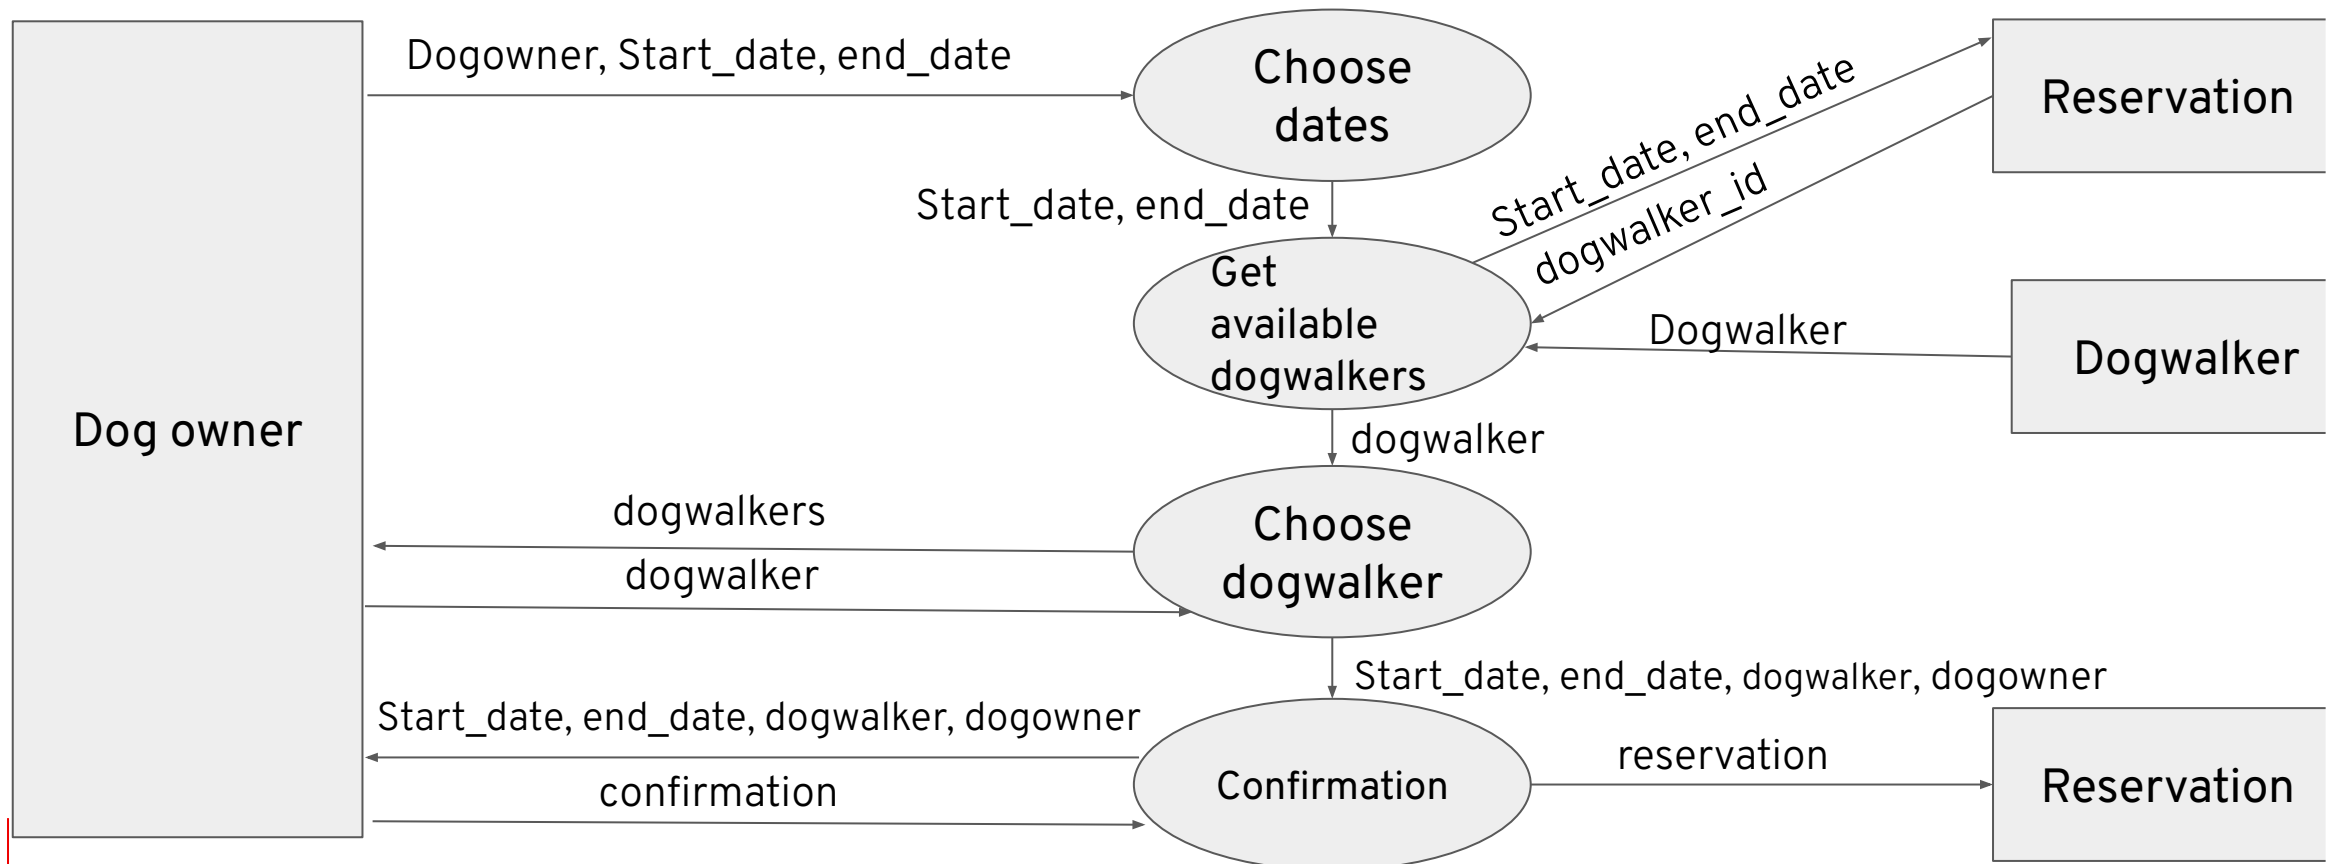 Dogowner, Start_date, end_date
Choose
dates
Reservation
Start_date, end_date
Start_date, end_date
dogwalker_id
Get
available
dogwalkers
Dogwalker
Dogwalker
Dog owner
dogwalker
dogwalkers
Choose
dogwalker
dogwalker
Start_date, end_date, dogwalker, dogowner
Start_date, end_date, dogwalker, dogowner
confirmation
Confirmation
reservation
Reservation